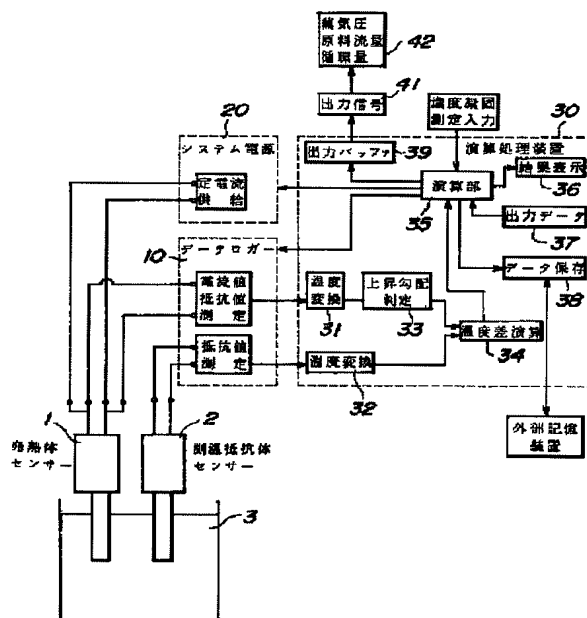 蒸気圧
原料流量
循環量
42
出力信号
41
温度範囲
測定入力
20
システム電源
定電流
供給
30
演算処理装置
出力バッファ
39
演算部
35
結果表示
36
出力データ
37
データ保存
38
10
データロガー
電流値
抵抗値
測定
抵抗値
測定
温度
変換
31
上昇勾配
判定
33
温度差演算
34
温度変換
32
外部記憶
装置
1
発熱体
センサー
2
測温抵抗体
センサー
3